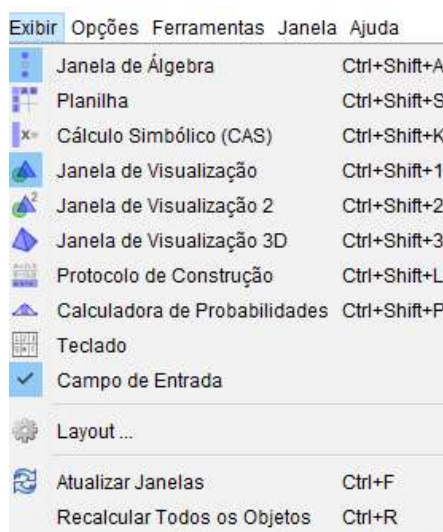 Exibir Opções Ferramentas Janela Ajuda
Janela de Álgebra Ctrl+Shift+A
Planilha Ctrl+Shift+S
x= Cálculo Simbólico (CAS) Ctrl+Shift+K
Janela de Visualização Ctrl+Shift+1
2 Janela de Visualização 2 Ctrl+Shift+2
Janela de Visualização 3D Ctrl+Shift+3
Protocolo de Construção Ctrl+Shift+L
Calculadora de Probabilidades Ctrl+Shift+P
Teclado
Campo de Entrada
Layout ...
Atualizar Janelas Ctrl+F
Recalcular Todos os Objetos Ctrl+R